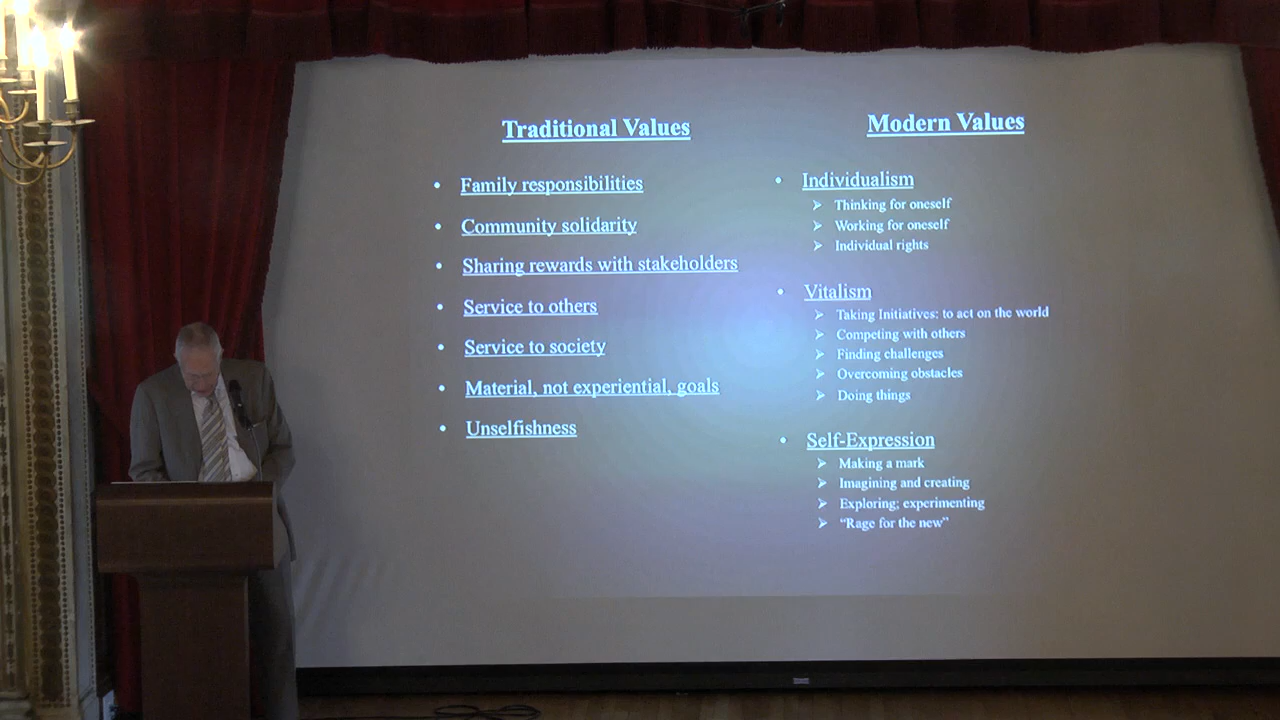 Traditional Values
• Family responsibilities
• Community solidarity
• Sharing rewards with stakeholders
• Service to others
• Service to society
• Material, not experiential, goals
• Unselfishness
Modern Values
• Individualism
➢ Thinking for oneself
➢ Working for oneself
➢ Individual rights
• Vitalism
➢ Taking Initiatives: to act on the world
➢ Competing with others
➢ Finding challenges
➢ Overcoming obstacles
➢ Doing things
• Self-Expression
➢ Making a mark
➢ Imagining and creating
➢ Exploring; experimenting
➢ “Rage for the new”